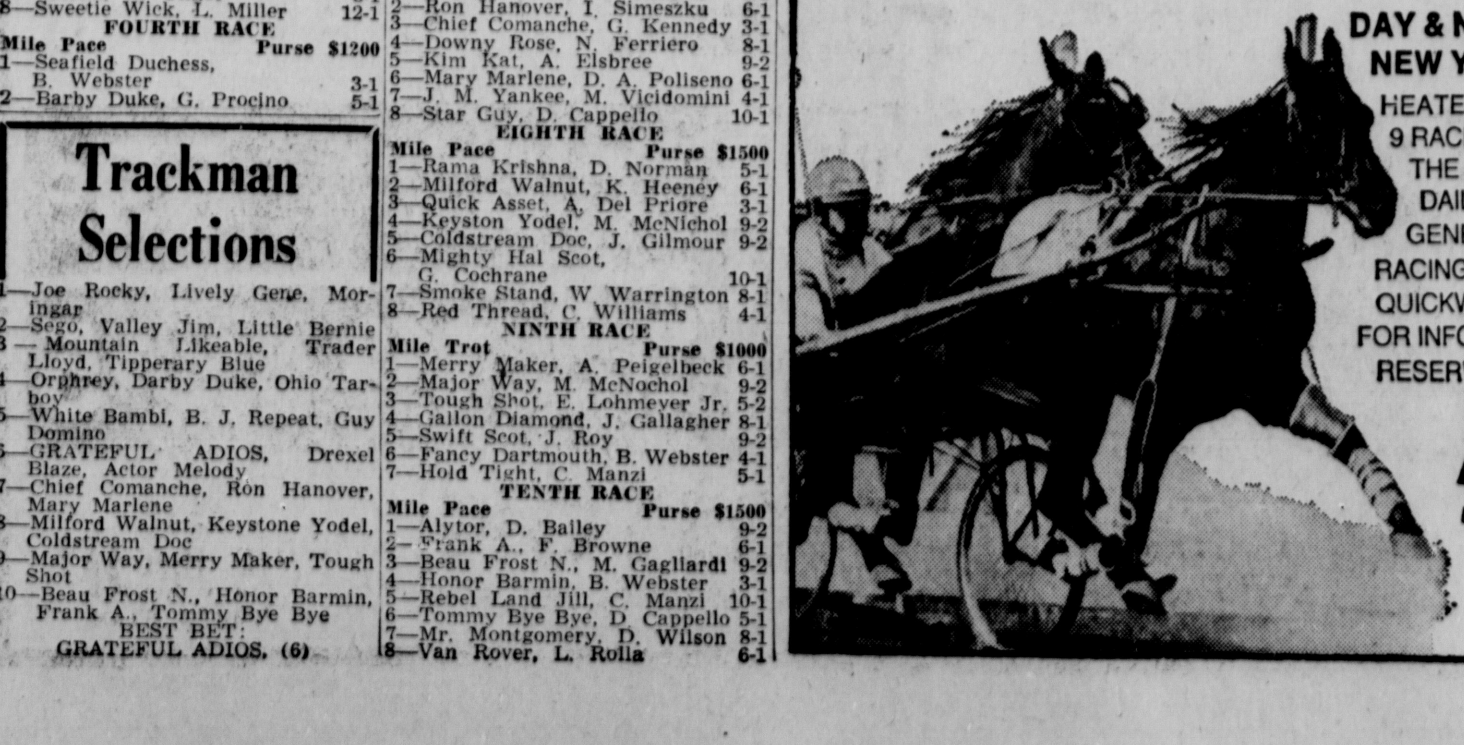 8—Sweetie Wick, L. Miller 12-1
FOURTH RACE
Mile Pace Purse $1200
1—Seafield Duchess,
B. Webster 3-1
2—Barby Duke, G. Procino 5-1
Trackman
Selections
1—Joe Rocky, Lively Gene, Mor-
ingar
2—Sego, Valley Jim, Little Bernie
3—Mountain Likeable, Trader
Lloyd, Tipperary Blue
4—Orphrey, Darby Duke, Ohio Tar-
boy
5—White Bambi, B. J. Repeat, Guy
Domino
6—GRATEFUL ADIOS, Drexel
Blaze, Actor Melody
7—Chief Comanche, Ron Hanover,
Mary Marlene
8—Milford Walnut, Keystone Yodel,
Coldstream Doc
9—Major Way, Merry Maker, Tough
Shot
10—Beau Frost N., Honor Barmin,
Frank A., Tommy Bye Bye
BEST BET:
GRATEFUL ADIOS, (6)
2—Ron Hanover, I. Simeszku 6-1
3—Chief Comanche, G. Kennedy 3-1
4—Downy Rose, N. Ferriero 8-1
5—Kim Kat, A. Elsbree 9-2
6—Mary Marlene, D. A. Poliseno 6-1
7—J. M. Yankee, M. Vicidomini 4-1
8—Star Guy, D. Cappello 10-1
EIGHTH RACE
Mile Pace Purse $1500
1—Rama Krishna, D. Norman 5-1
2—Milford Walnut, K. Heeney 6-1
3—Quick Asset, A. Del Priore 3-1
4—Keyston Yodel, M. McNichol 9-2
5—Coldstream Doc, J. Gilmour 9-2
6—Mighty Hal Scot,
G. Cochrane 10-1
7—Smoke Stand, W Warrington 8-1
8—Red Thread, C. Williams 4-1
NINTH RACE
Mile Trot Purse $1000
1—Merry Maker, A. Peigelbeck 6-1
2—Major Way, M. McNochol 9-2
3—Tough Shot, E. Lohmeyer Jr. 5-2
4—Gallon Diamond, J. Gallagher 8-1
5—Swift Scot, J. Roy 9-2
6—Fancy Dartmouth, B. Webster 4-1
7—Hold Tight, C. Manzi 5-1
TENTH RACE
Mile Pace Purse $1500
1—Alytor, D. Bailey 9-2
2—Frank A., F. Browne 6-1
3—Beau Frost N., M. Gagliardi 9-2
4—Honor Barmin, B. Webster 3-1
5—Rebel Land Jill, C. Manzi 10-1
6—Tommy Bye Bye, D. Cappello 5-1
7—Mr. Montgomery, D. Wilson 8-1
8—Van Rover, L. Rolla 6-1
DAY & N
NEW Y
HEATE
9 RAC
THE
DAI
GENE
RACING
QUICKW
FOR INFO
RESER